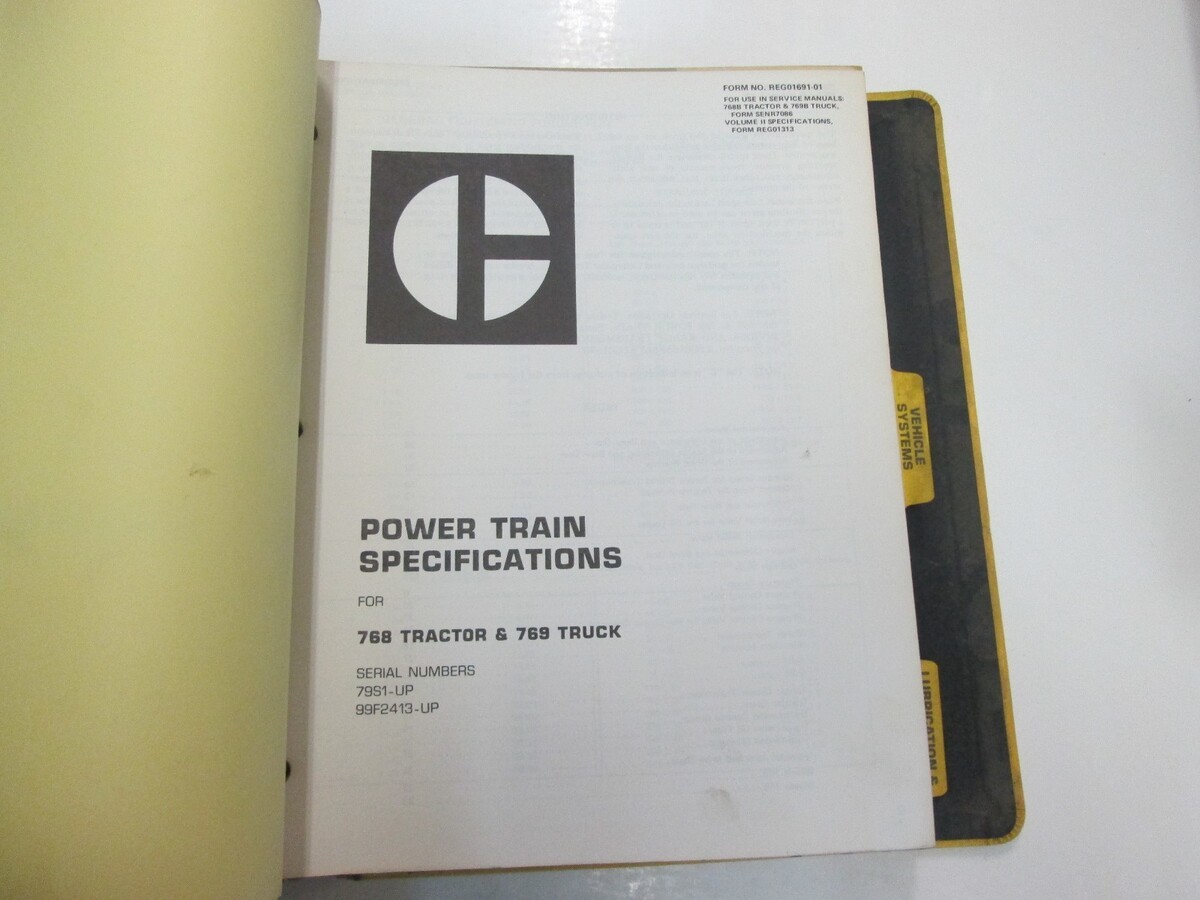 FORM NO. REG01691-01
FOR USE IN SERVICE MANUALS:
768B TRACTOR & 769B TRUCK,
FORM SENR7086
VOLUME II SPECIFICATIONS,
FORM REG01313
POWER TRAIN
SPECIFICATIONS
FOR
768 TRACTOR & 769 TRUCK
SERIAL NUMBERS
79S1-UP
99F2413-UP
VEHICLE
SYSTEMS
LUBRICATION &